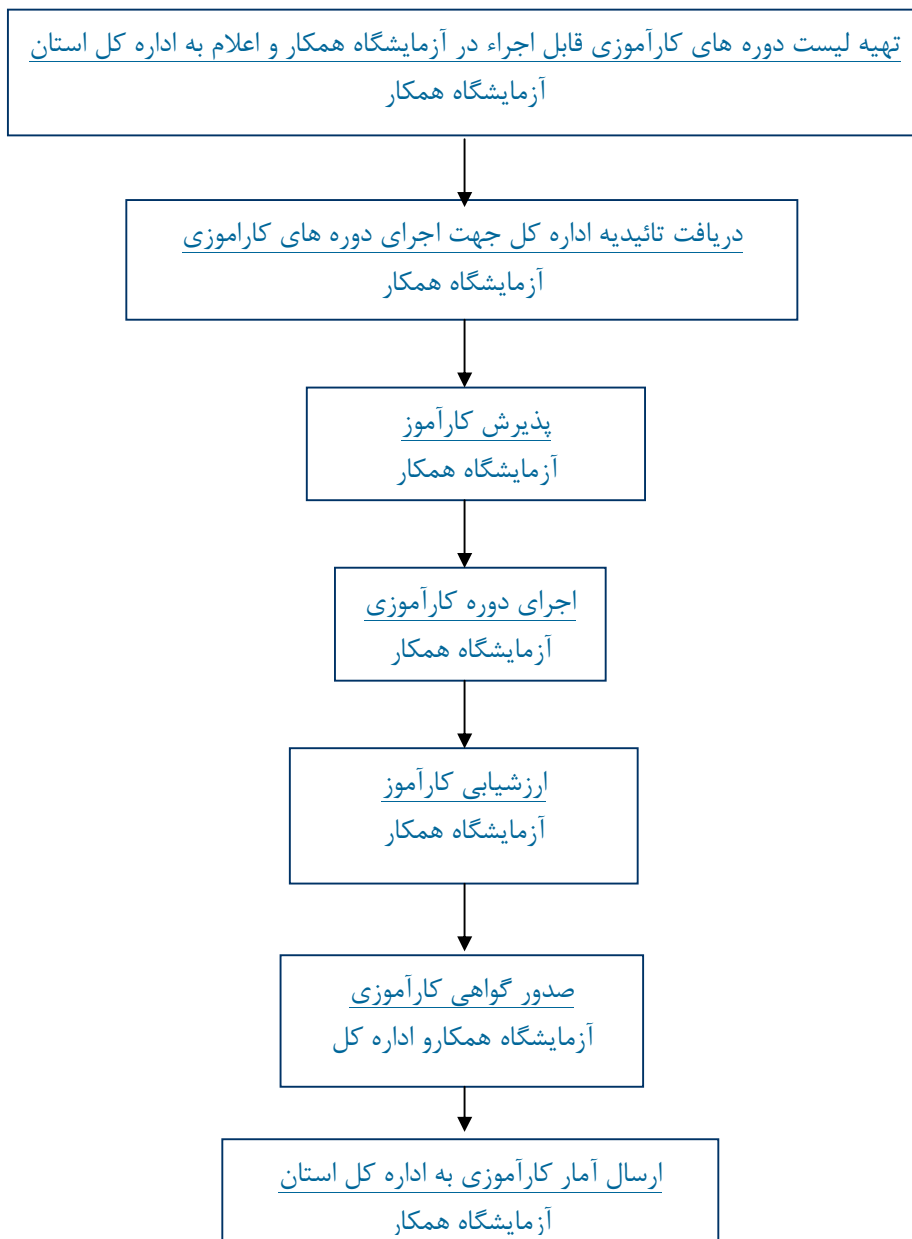 تهیه لیست دوره های کارآموزی قابل اجراء در آزمایشگاه همکار و اعلام به اداره کل استان
آزمایشگاه همکار
دریافت تائیدیه اداره کل جهت اجرای دوره های کاراموزی
آزمایشگاه همکار
پذیرش کارآموز
آزمایشگاه همکار
اجرای دوره کارآموزی
آزمایشگاه همکار
ارزشیابی کارآموز
آزمایشگاه همکار
صدور گواهی کارآموزی
آزمایشگاه همکارو اداره کل
ارسال آمار کارآموزی به اداره کل استان
آزمایشگاه همکار